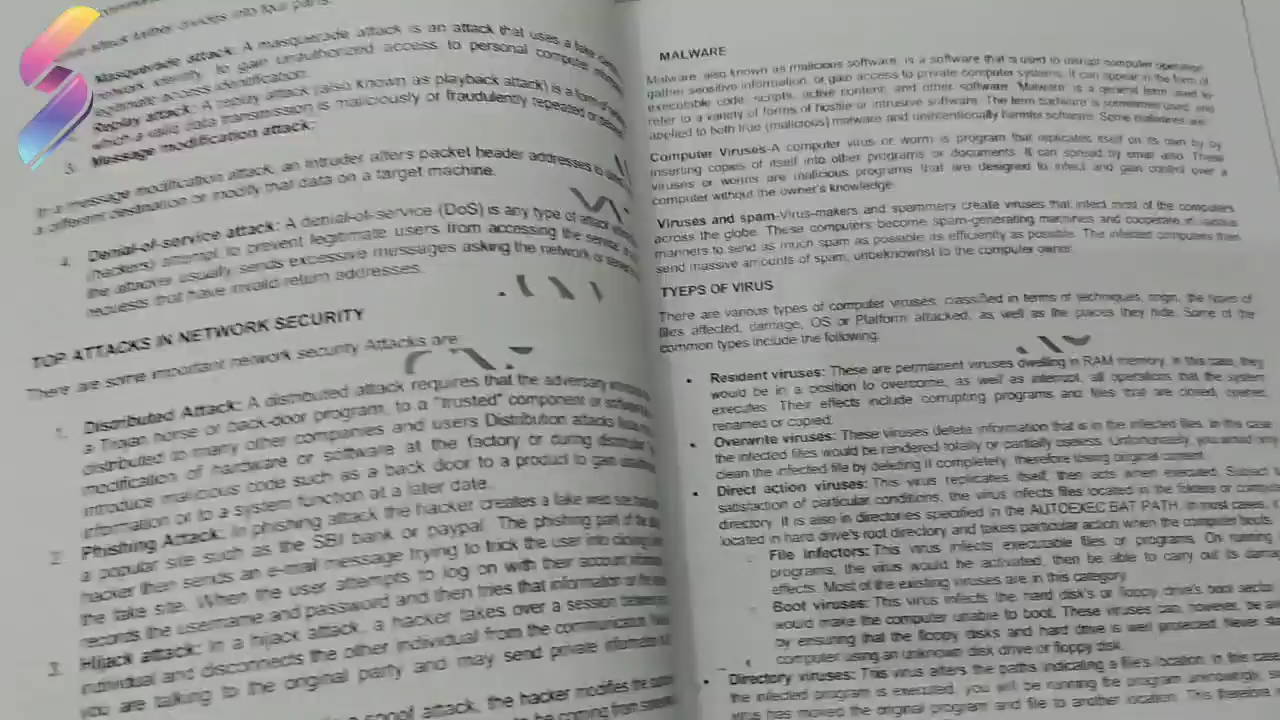 Masquerade attack: A masquerade attack is an attack that uses a fake
network identity, to gain unauthorized access to personal computer
legitimate access identification.
Replay attack: A replay attack (also known as playback attack) is a form of
which a valid data transmission is maliciously or fraudulently repeated or
3. Massage modification attack:
In a message modification attack, an intruder alters packet header addresses to
a different destination or modify that data on a target machine.
4. Denial-of-service attack: A denial-of-service (DoS) is any type of attack
(hackers) attempt to prevent legitimate users from accessing the service
the attacker usually sends excessive messages asking the network or
requests that have invalid return addresses.
TOP ATTACKS IN NETWORK SECURITY
There are some important network security Attacks are
1. Distributed Attack: A distributed attack requires that the adversary
a Trojan horse or back-door program, to a "trusted" component or
distributed to many other companies and users Distribution attacks
modification of hardware or software at the factory or during
introduce malicious code such as a back door to a product to gain
information or to a system function at a later date.
2. Phishing Attack: In phishing attack the hacker creates a fake web site
a popular site such as the SBI bank or paypal. The phishing part of the
hacker then sends an e-mail message trying to trick the user into
the fake site. When the user attempts to log on with their account
records the username and password and then tries that information on the
3. Hijack attack: In a hijack attack, a hacker takes over a session
individual and disconnects the other individual from the communication.
you are talking to the original party and may send private information
spoof attack, the hacker modifies the
be coming from
MALWARE
Malware, also known as malicious software, is a software that is used to disrupt computer operation,
gather sensitive information, or gain access to private computer systems. It can appear in the form of
executable code, scripts, active content, and other software. 'Malware' is a general term used to
refer to a variety of forms of hostile or intrusive software. The term badware is sometimes used, and
applied to both true (malicious) malware and unintentionally harmful software. Some malwares are:
Computer Viruses-A computer virus or worm is program that replicates itself on its own by by
inserting copies of itself into other programs or documents. It can spread by email also. These
viruses or worms are malicious programs that are designed to infect and gain control over a
computer without the owner's knowledge.
Viruses and spam-Virus-makers and spammers create viruses that infect most of the computers
across the globe. These computers become spam-generating machines and cooperate in various
manners to send as much spam as possible as efficiently as possible. The infected computers then
send massive amounts of spam, unbeknownst to the computer owner.
TYEPS OF VIRUS
There are various types of computer viruses, classified in terms of techniques, origin, the types of
files affected, damage, OS or Platform attacked, as well as the places they hide. Some of the
common types include the following:
• Resident viruses: These are permanent viruses dwelling in RAM memory. In this case, they
would be in a position to overcome, as well as interrupt, all operations that the system
executes. Their effects include corrupting programs and files that are closed, opened,
renamed or copied.
• Overwrite viruses: These viruses delete information that is in the infected files. In this case
the infected files would be rendered totally or partially useless. Unfortunately, you would only
clean the infected file by deleting it completely, therefore losing original content.
• Direct action viruses: This virus replicates itself, then acts when executed. Subject to
satisfaction of particular conditions, the virus infects files located in the folders or
directory. It is also in directories specified in the AUTOEXEC.BAT PATH. In most cases, it
located in hard drive's root directory and takes particular action when the computer boots.
File Infectors: This virus infects executable files or programs. On running
programs, the virus would be activated, then be able to carry out its
effects. Most of the existing viruses are in this category.
Boot viruses: This virus infects the hard disk's or floppy drive's boot sector.
would make the computer unable to boot. These viruses can, however, be
by ensuring that the floppy disks and hard drive is well protected. Never
computer using an unknown disk drive or floppy disk.
• Directory viruses: This virus alters the paths indicating a file's location. In this case
the infected program is executed, you will be running the program unknowingly,
virus has moved the original program and file to another location. This therefore